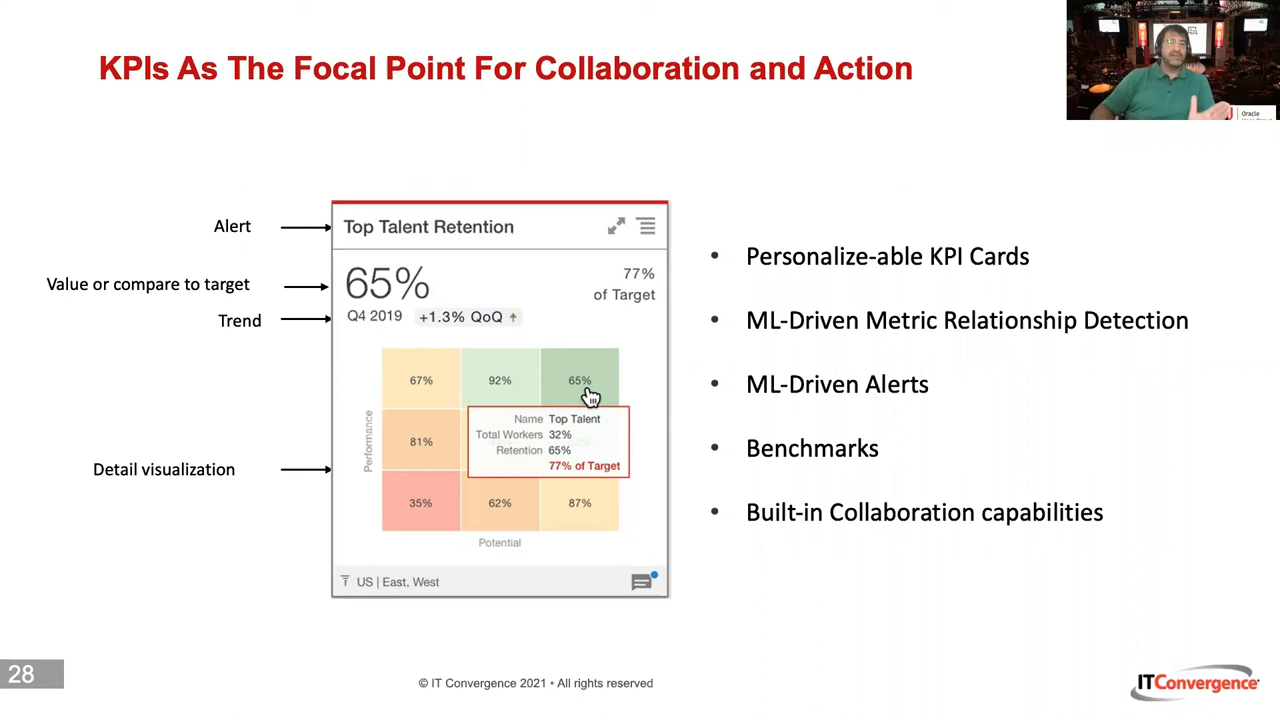 KPIs As The Focal Point For Collaboration and Action
Oracle
Alert
Value or compare to target
Trend
Detail visualization
Top Talent Retention
65%
77%
of Target
Q4 2019
+1.3% QoQ ↑
Performance
67%
92%
65%
81%
Name Top Talent
Total Workers 32%
Retention 65%
77% of Target
35%
62%
87%
Potential
US | East, West
• Personalize-able KPI Cards
• ML-Driven Metric Relationship Detection
• ML-Driven Alerts
• Benchmarks
• Built-in Collaboration capabilities
28
© IT Convergence 2021 • All rights reserved
ITConvergence